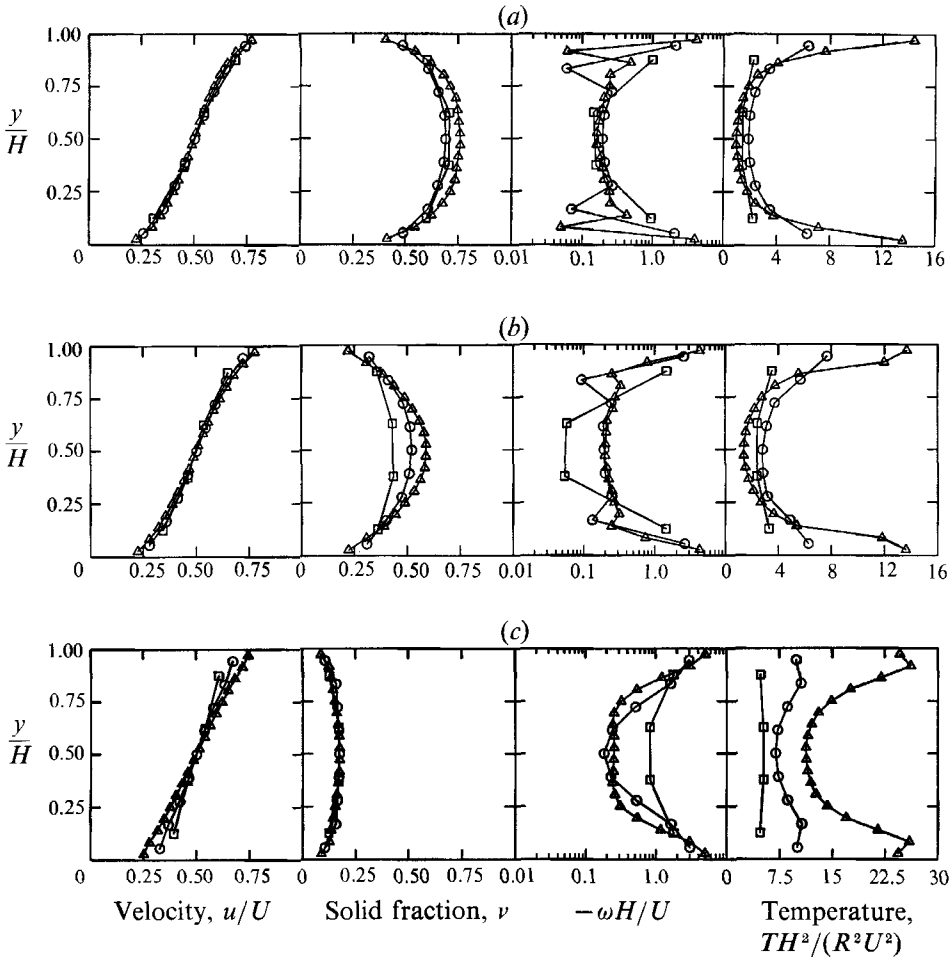 (a)
1.00
0.75
y/H
0.50
0.25
0 0.25 0.50 0.75 0 0.25 0.50 0.75 0.01 0.1 1.0 0 4 8 12 16
(b)
1.00
0.75
y/H
0.50
0.25
0 0.25 0.50 0.75 0 0.25 0.50 0.75 0.01 0.1 1.0 0 4 8 12 16
(c)
1.00
0.75
y/H
0.50
0.25
0 0.25 0.50 0.75 0 0.25 0.50 0.75 0.01 0.1 1.0 0 7.5 15 22.5 30
Velocity, u/U Solid fraction, ν −ωH/U Temperature,
TH²/(R²U²)